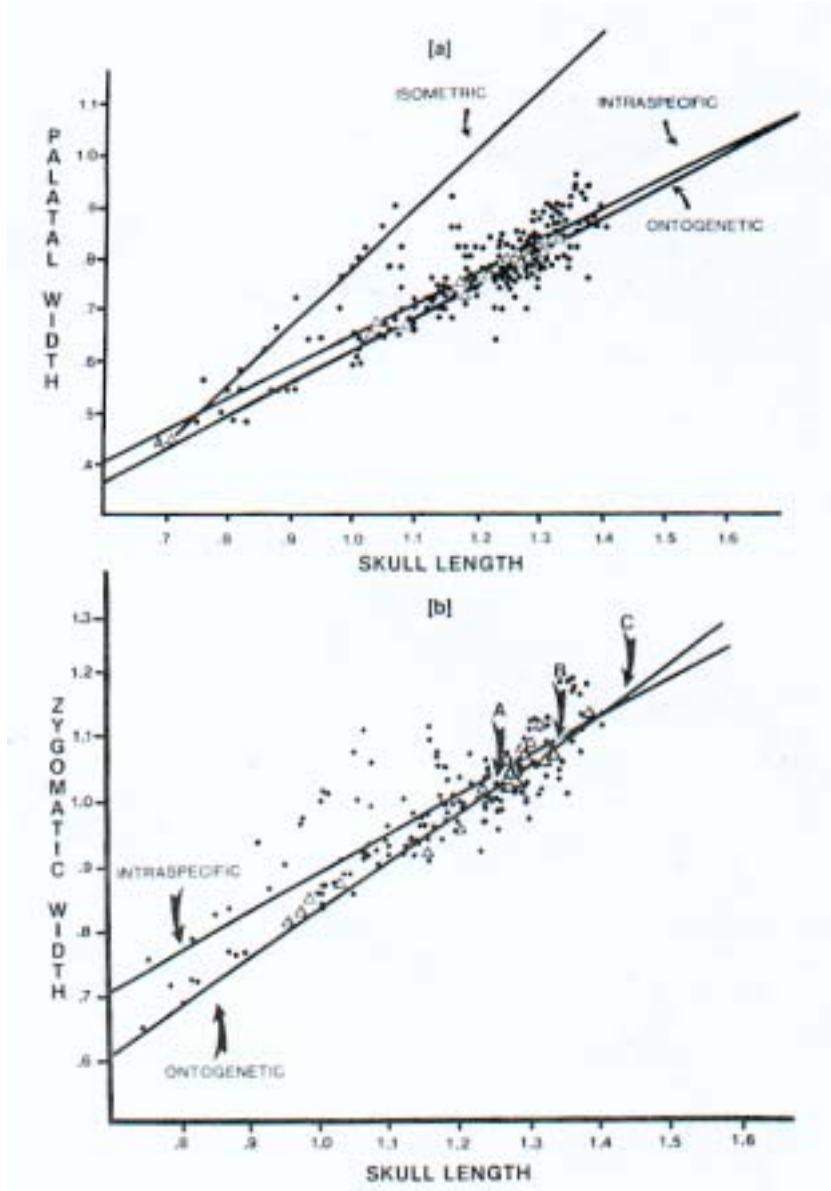 [a]
ISOMETRIC
INTRASPECIFIC
ONTOGENETIC
PALATAL WIDTH
1.1
1.0
.9
.8
.7
.6
.5
.4
.7 .8 .9 1.0 1.1 1.2 1.3 1.4 1.5 1.6
SKULL LENGTH
[b]
C
B
A
INTRASPECIFIC
ONTOGENETIC
ZYGOMATIC WIDTH
1.3
1.2
1.1
1.0
.9
.8
.7
.6
.8 .9 1.0 1.1 1.2 1.3 1.4 1.5 1.6
SKULL LENGTH